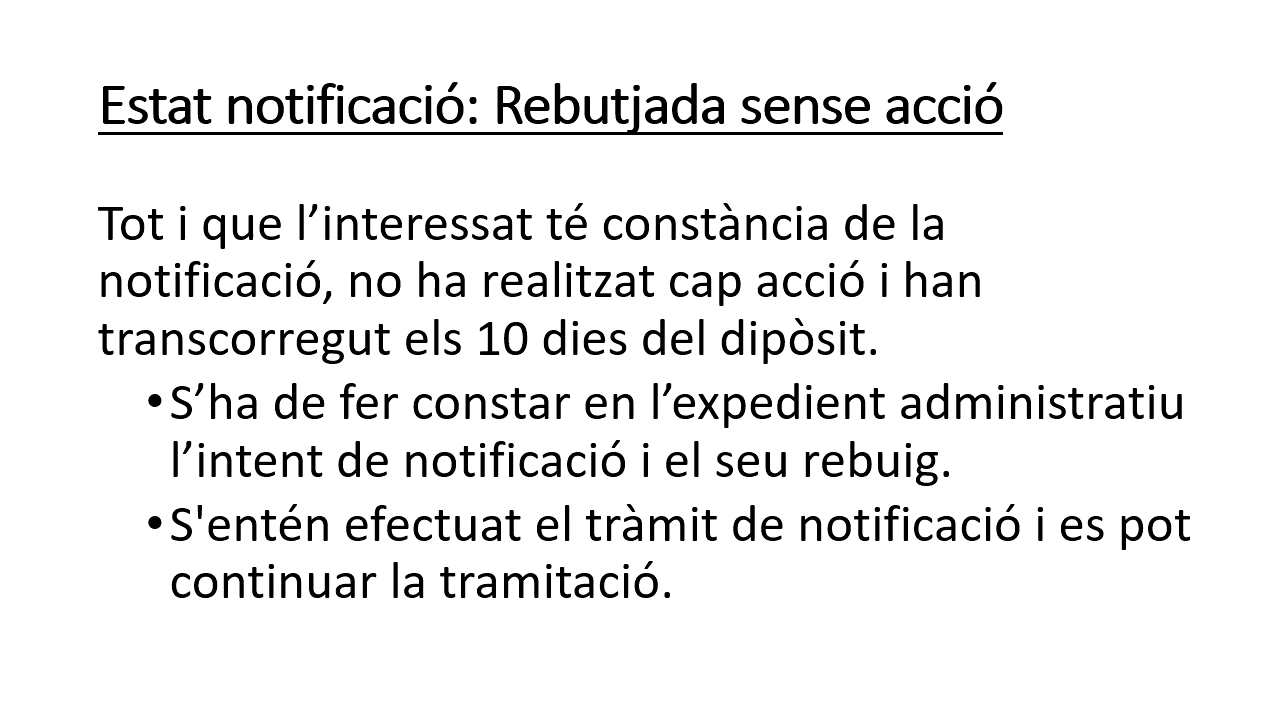 Estat notificació: Rebutjada sense acció
Tot i que l’interessat té constància de la
notificació, no ha realitzat cap acció i han
transcorregut els 10 dies del dipòsit.
•S’ha de fer constar en l’expedient administratiu
l’intent de notificació i el seu rebuig.
•S'entén efectuat el tràmit de notificació i es pot
continuar la tramitació.